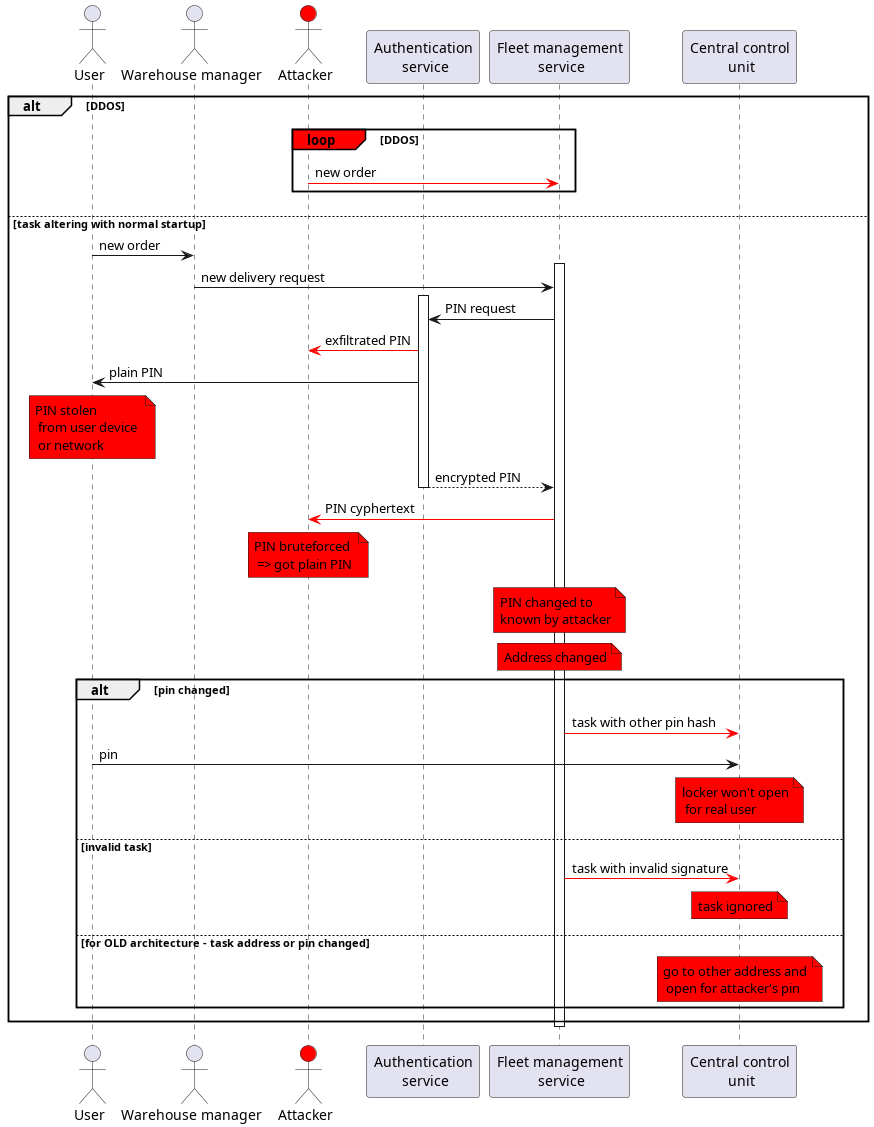 User
Warehouse manager
Attacker
Authentication
service
Fleet management
service
Central control
unit
alt [DDOS]
loop [DDOS]
new order
[task altering with normal startup]
new order
new delivery request
PIN request
exfiltrated PIN
plain PIN
PIN stolen
from user device
or network
encrypted PIN
PIN cyphertext
PIN bruteforced
=> got plain PIN
PIN changed to
known by attacker
Address changed
alt [pin changed]
task with other pin hash
pin
locker won't open
for real user
[invalid task]
task with invalid signature
task ignored
[for OLD architecture - task address or pin changed]
go to other address and
open for attacker's pin
User
Warehouse manager
Attacker
Authentication
service
Fleet management
service
Central control
unit